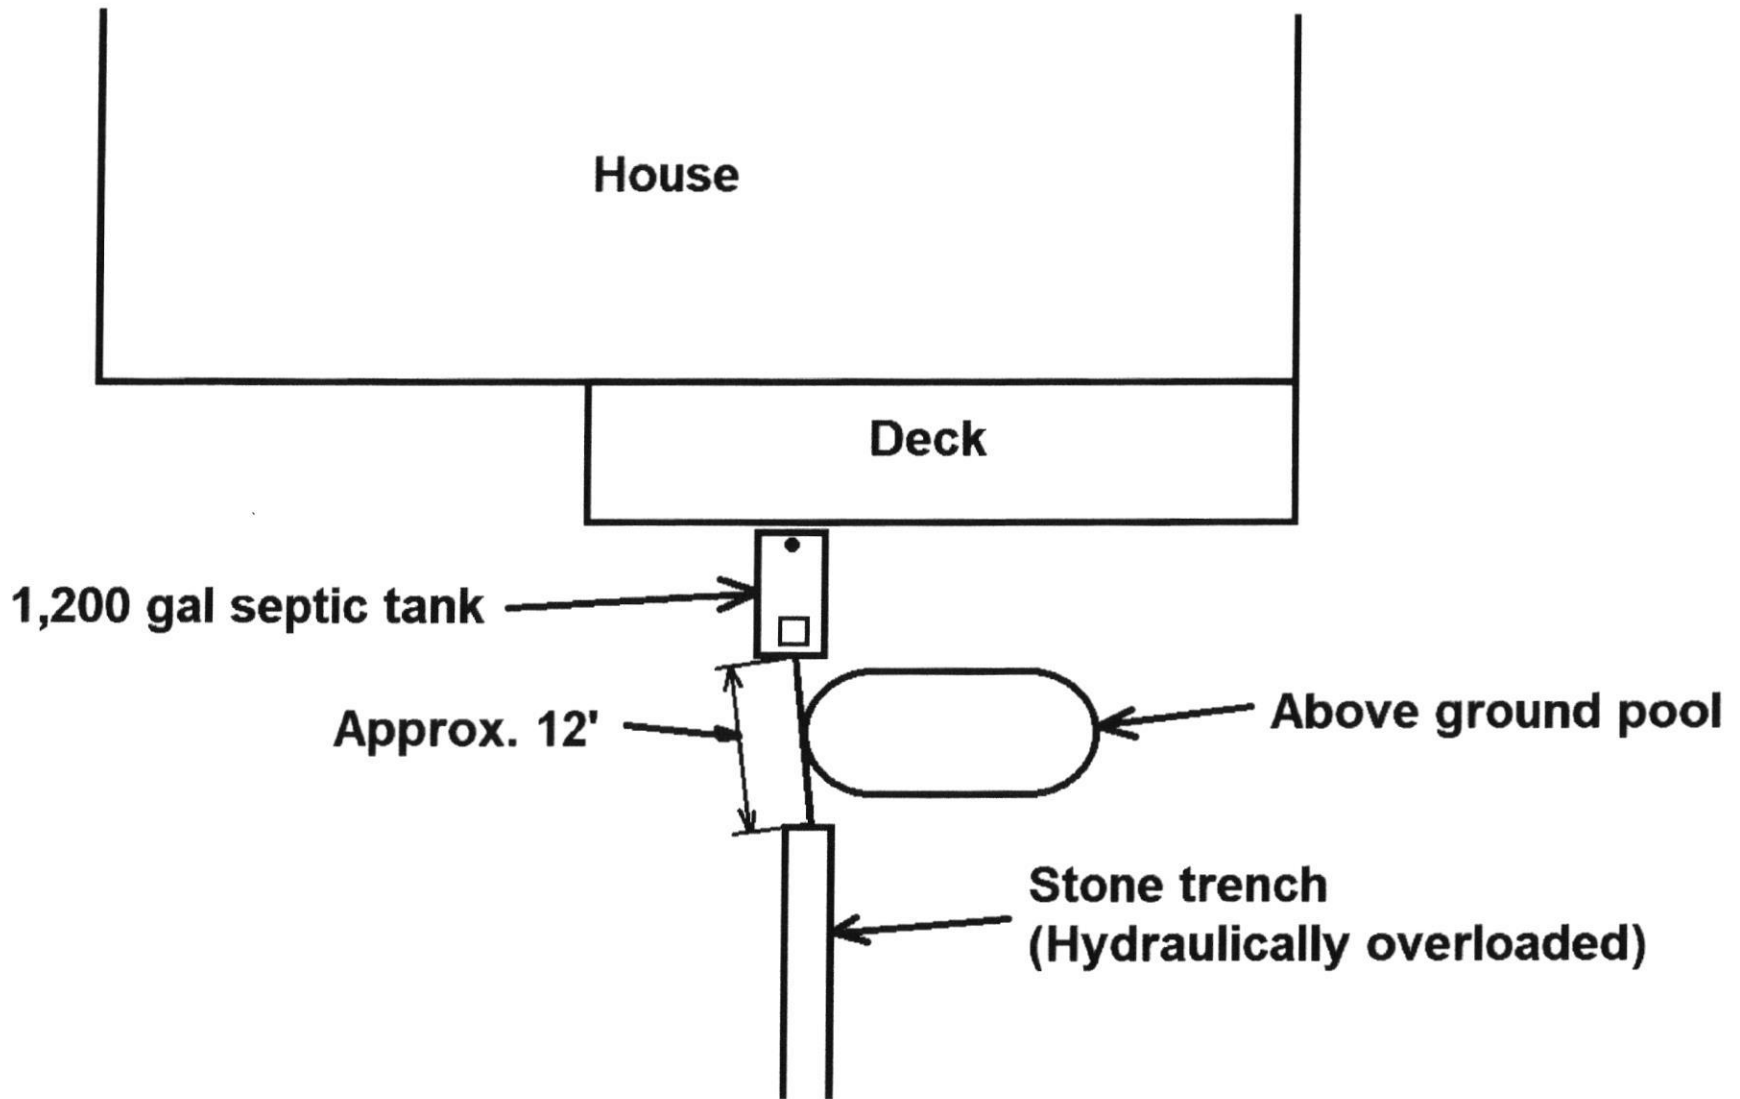 House
Deck
1,200 gal septic tank
Approx. 12'
Above ground pool
Stone trench
(Hydraulically overloaded)